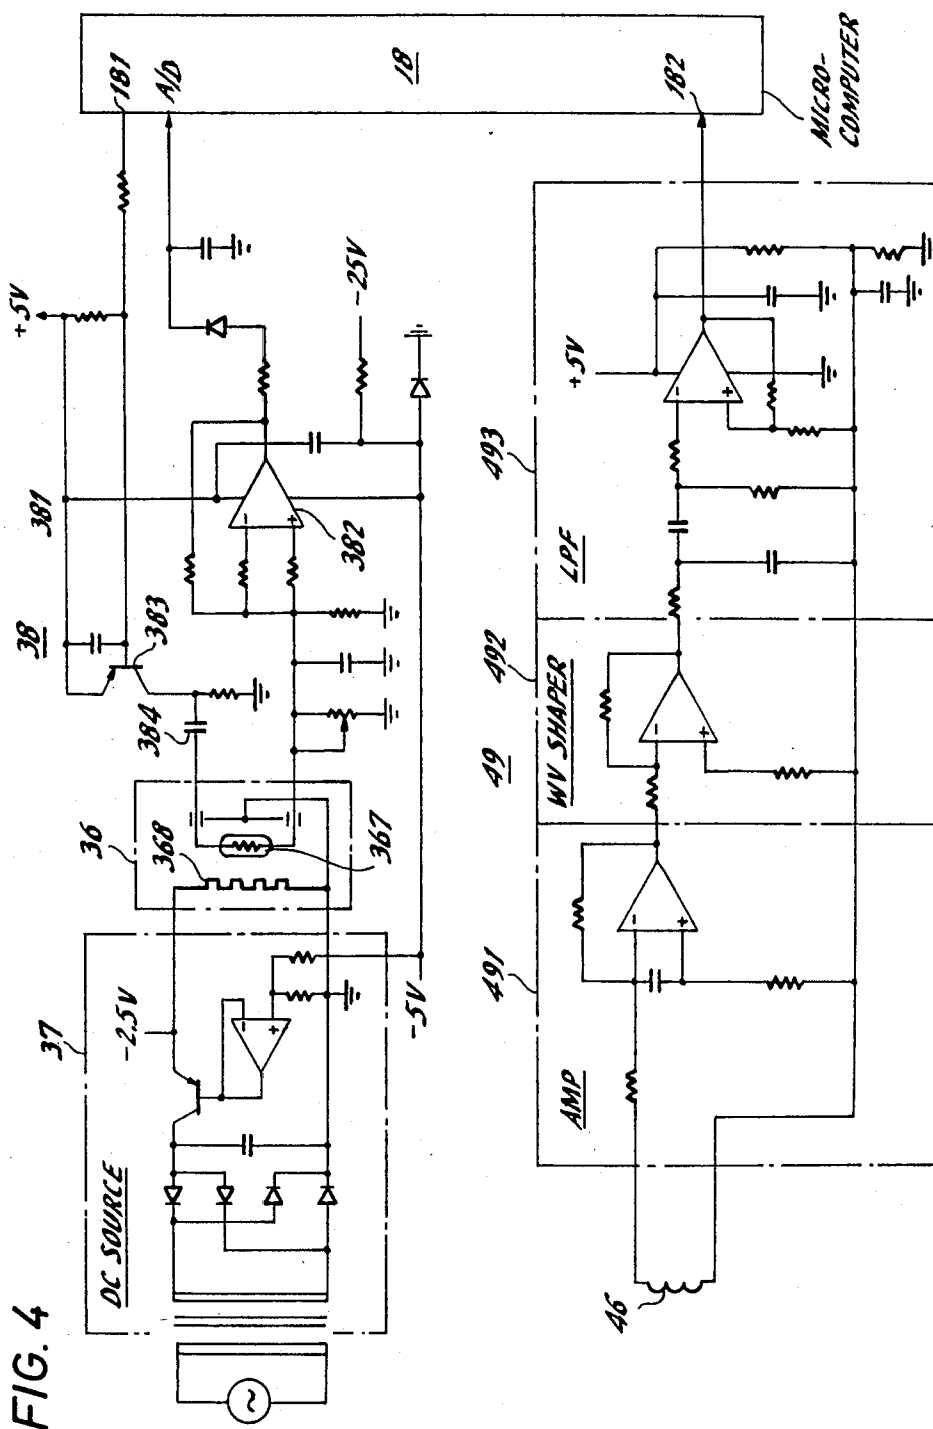 FIG. 4
DC SOURCE
37
-2.5V
-5V
36
368
367
38
384
383
381
382
+5V
-25V
181
A/D
18
182
MICRO-
COMPUTER
46
AMP
491
49
WV SHAPER
492
LPF
493
+5V